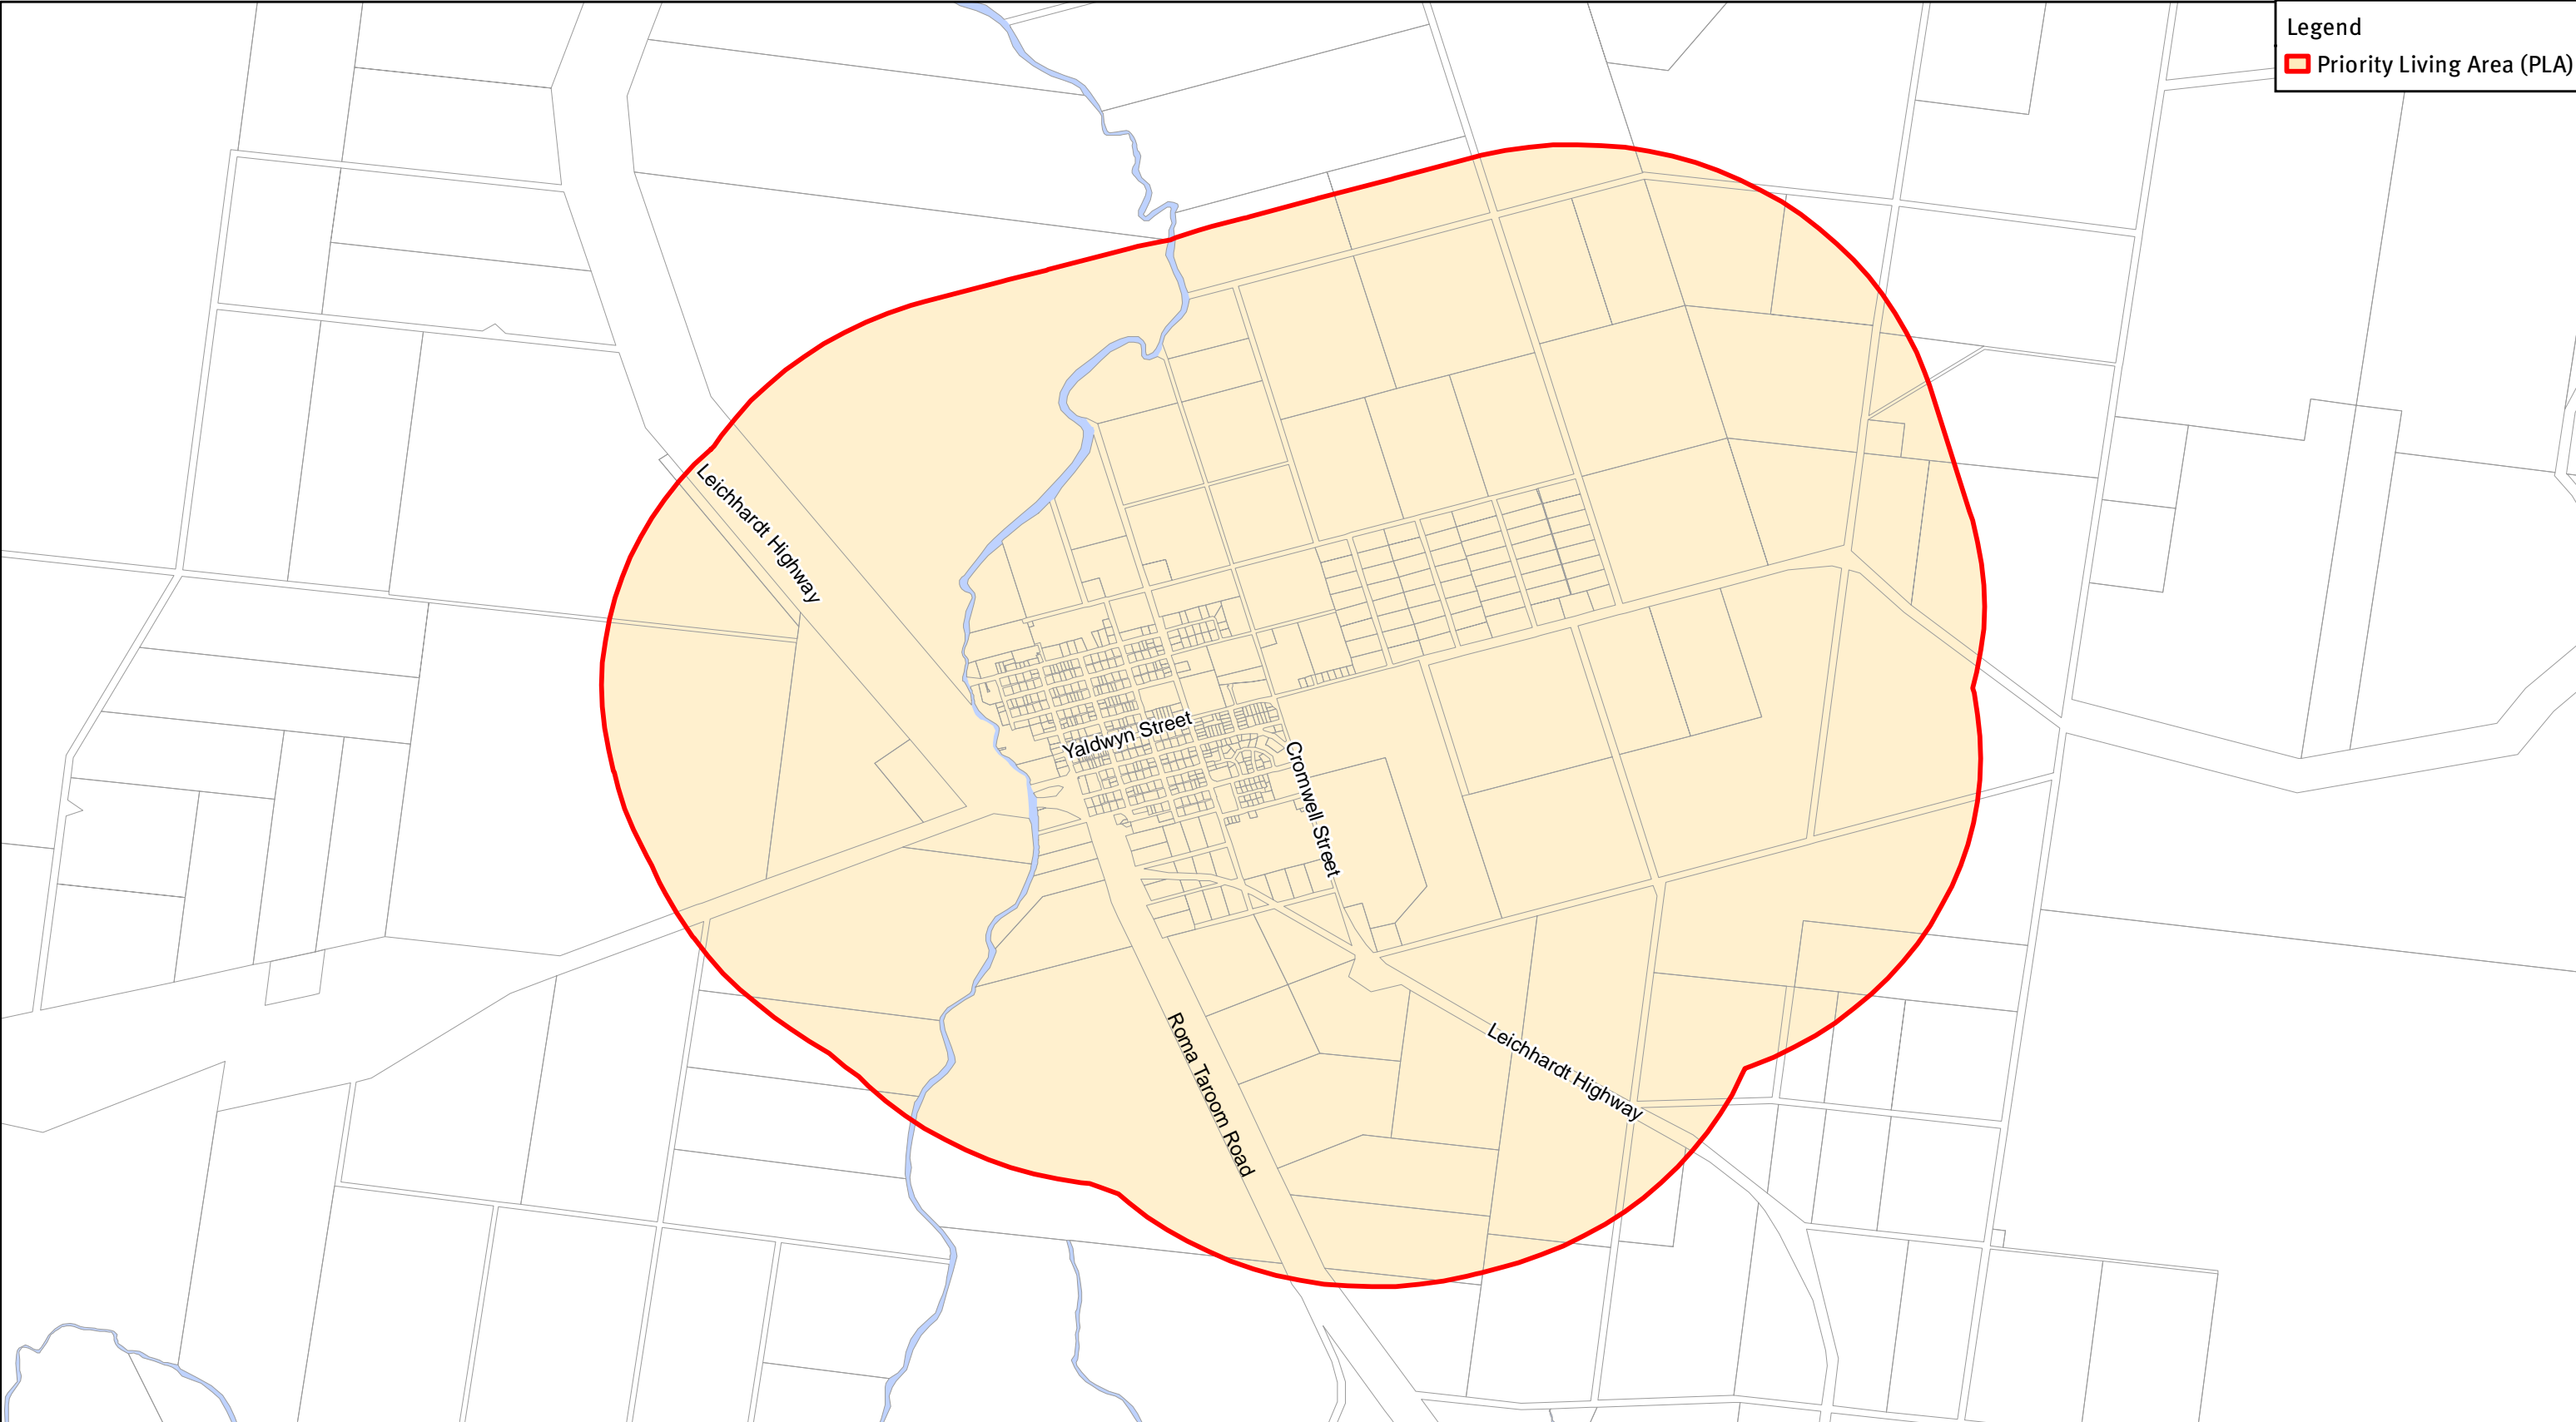 Legend
Priority Living Area (PLA)
Leichhardt Highway
Yaldwyn Street
Cromwell Street
Roma Taroom Road
Leichhardt Highway